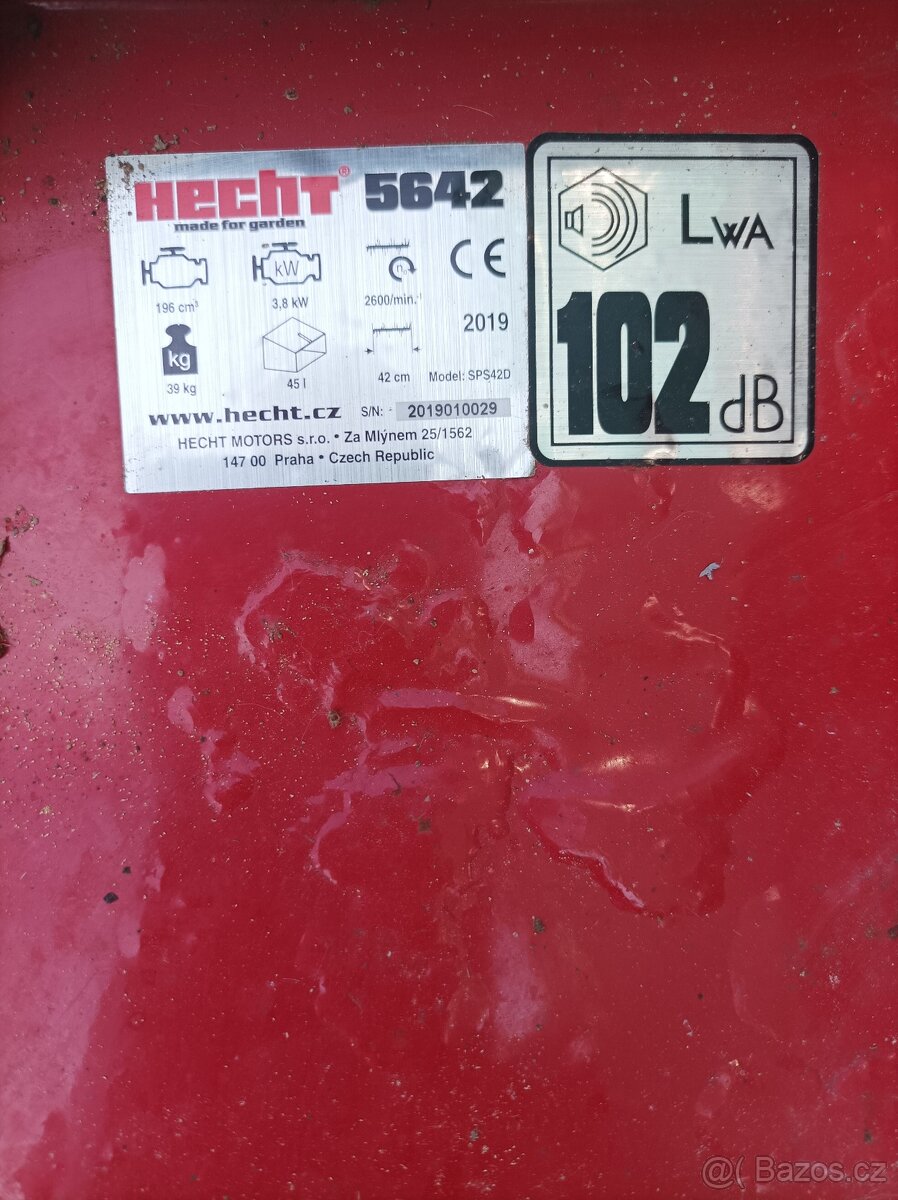 Hecht® 5642
made for garden
kW
196 cm³ 3,8 kW 2600/min. CE
2019
kg
39 kg 45 l 42 cm Model: SPS42D
www.hecht.cz S/N: 2019010029
HECHT MOTORS s.r.o. • Za Mlýnem 25/1562
147 00 Praha • Czech Republic
LWA
102 dB
@( Bazos.cz